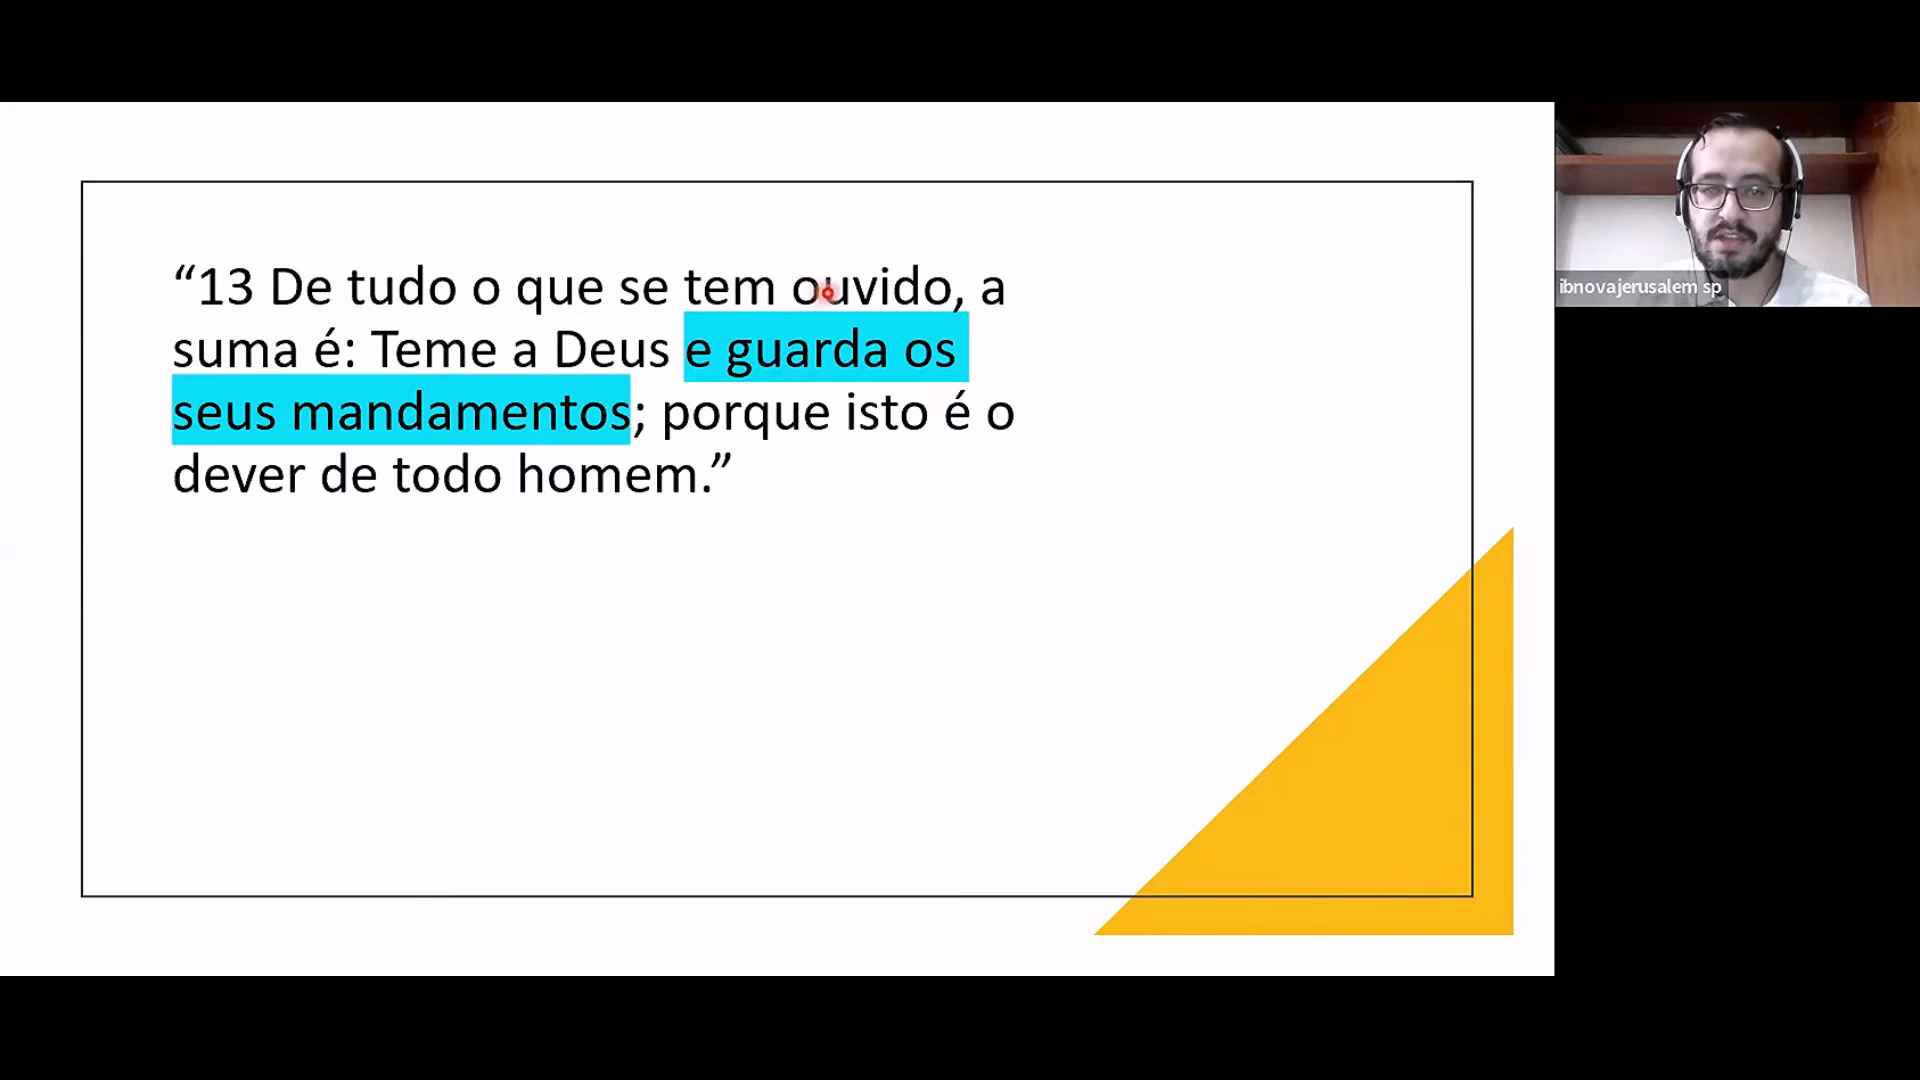 “13 De tudo o que se tem ouvido, a
suma é: Teme a Deus e guarda os
seus mandamentos; porque isto é o
dever de todo homem.”
ibnovajerusalem sp